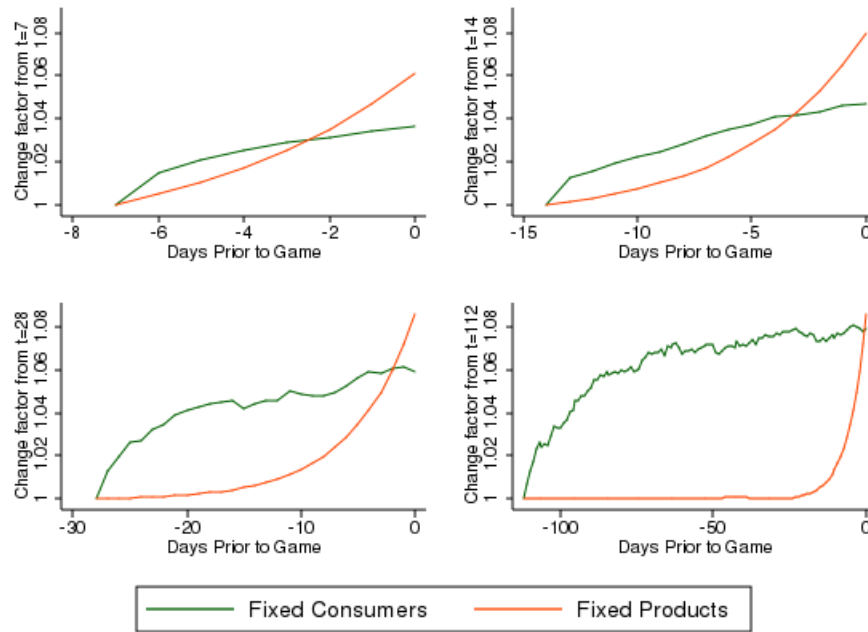 Change factor from t=7
1 1.02 1.04 1.06 1.08
-8 -6 -4 -2 0
Days Prior to Game
Change factor from t=14
1 1.02 1.04 1.06 1.08
-15 -10 -5 0
Days Prior to Game
Change factor from t=28
1 1.02 1.04 1.06 1.08
-30 -20 -10 0
Days Prior to Game
Change factor from t=112
1 1.02 1.04 1.06 1.08
-100 -50 0
Days Prior to Game
Fixed Consumers Fixed Products